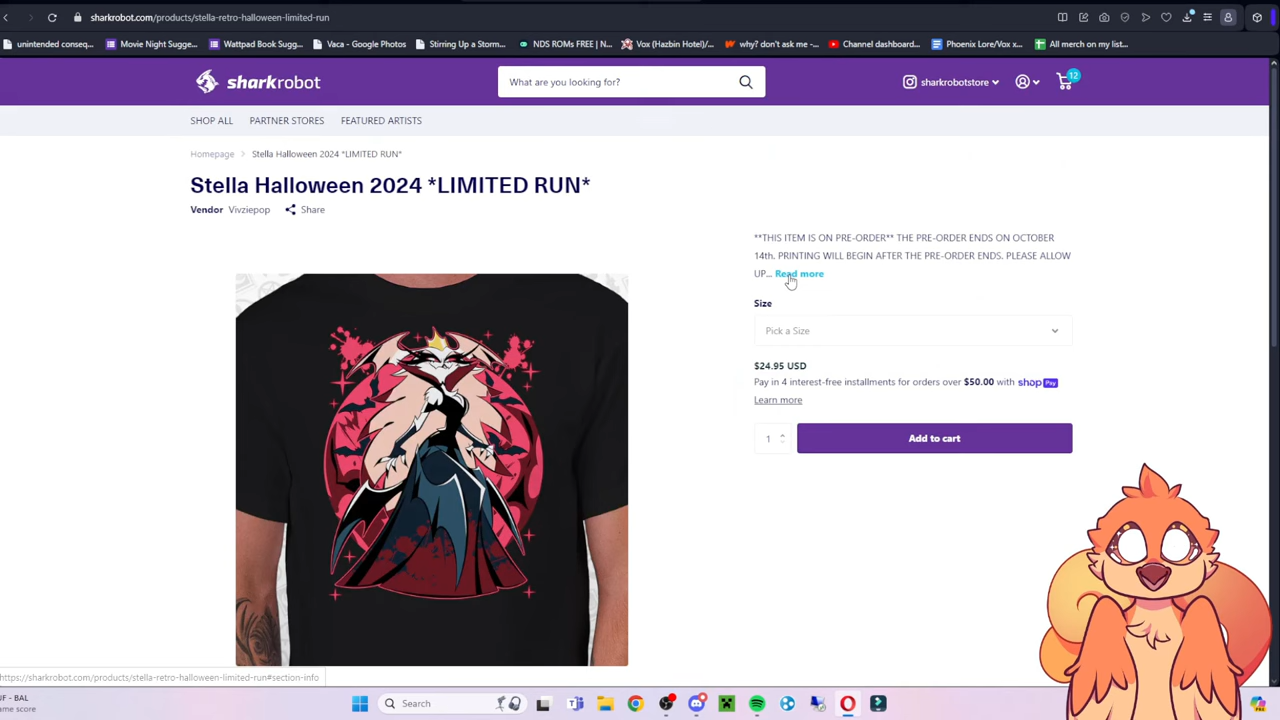 sharkrobot.com/products/stella-retro-halloween-limited-run
unintended conseq...
Movie Night Sugge...
Wattpad Book Sugg...
Vaca - Google Photos
Stirring Up a Storm...
NDS ROMs FREE | N...
Vox (Hazbin Hotel)/...
why? don't ask me -...
Channel dashboard...
Phoenix Lore/Vox x...
All merch on my list...
sharkrobot
What are you looking for?
sharkrobotstore
12
SHOP ALL
PARTNER STORES
FEATURED ARTISTS
Homepage > Stella Halloween 2024 *LIMITED RUN*
Stella Halloween 2024 *LIMITED RUN*
Vendor Vivziepop Share
**THIS ITEM IS ON PRE-ORDER** THE PRE-ORDER ENDS ON OCTOBER
14th. PRINTING WILL BEGIN AFTER THE PRE-ORDER ENDS. PLEASE ALLOW
UP... Read more
Size
Pick a Size
$24.95 USD
Pay in 4 interest-free installments for orders over $50.00 with shop Pay
Learn more
1
Add to cart
https://sharkrobot.com/products/stella-retro-halloween-limited-run#section-info
UF - BAL
ame score
Search